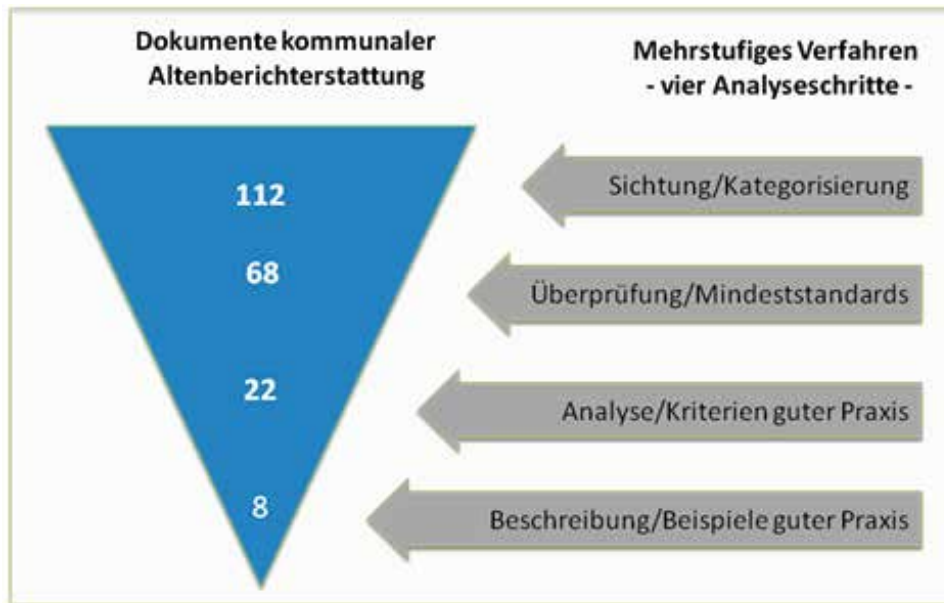 Dokumente kommunaler
Altenberichterstattung
Mehrstufiges Verfahren
- vier Analyseschritte -
112
Sichtung/Kategorisierung
68
Überprüfung/Mindeststandards
22
Analyse/Kriterien guter Praxis
8
Beschreibung/Beispiele guter Praxis